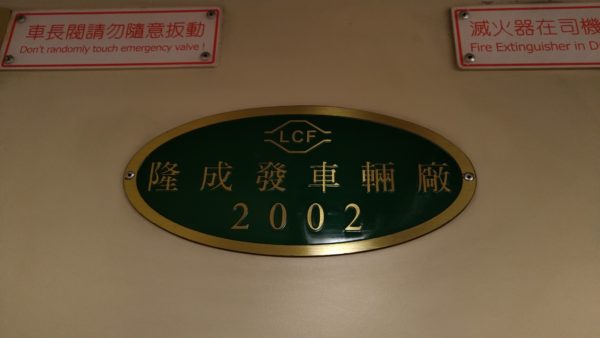 車長閥請勿隨意扳動
Don't randomly touch emergency valve !
滅火器在司機
Fire Extinguisher in D
LCF
隆成發車輛廠
2002